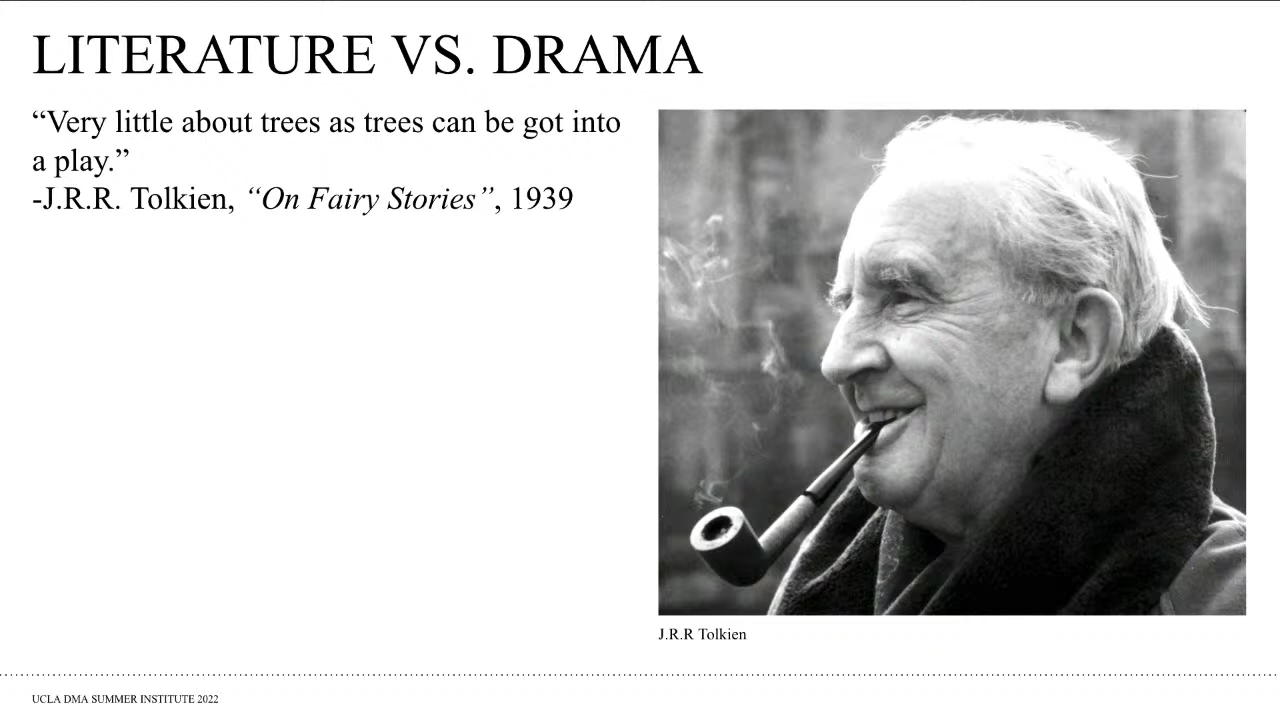 LITERATURE VS. DRAMA
“Very little about trees as trees can be got into
a play.”
-J.R.R. Tolkien, “On Fairy Stories”, 1939
J.R.R Tolkien
UCLA DMA SUMMER INSTITUTE 2022